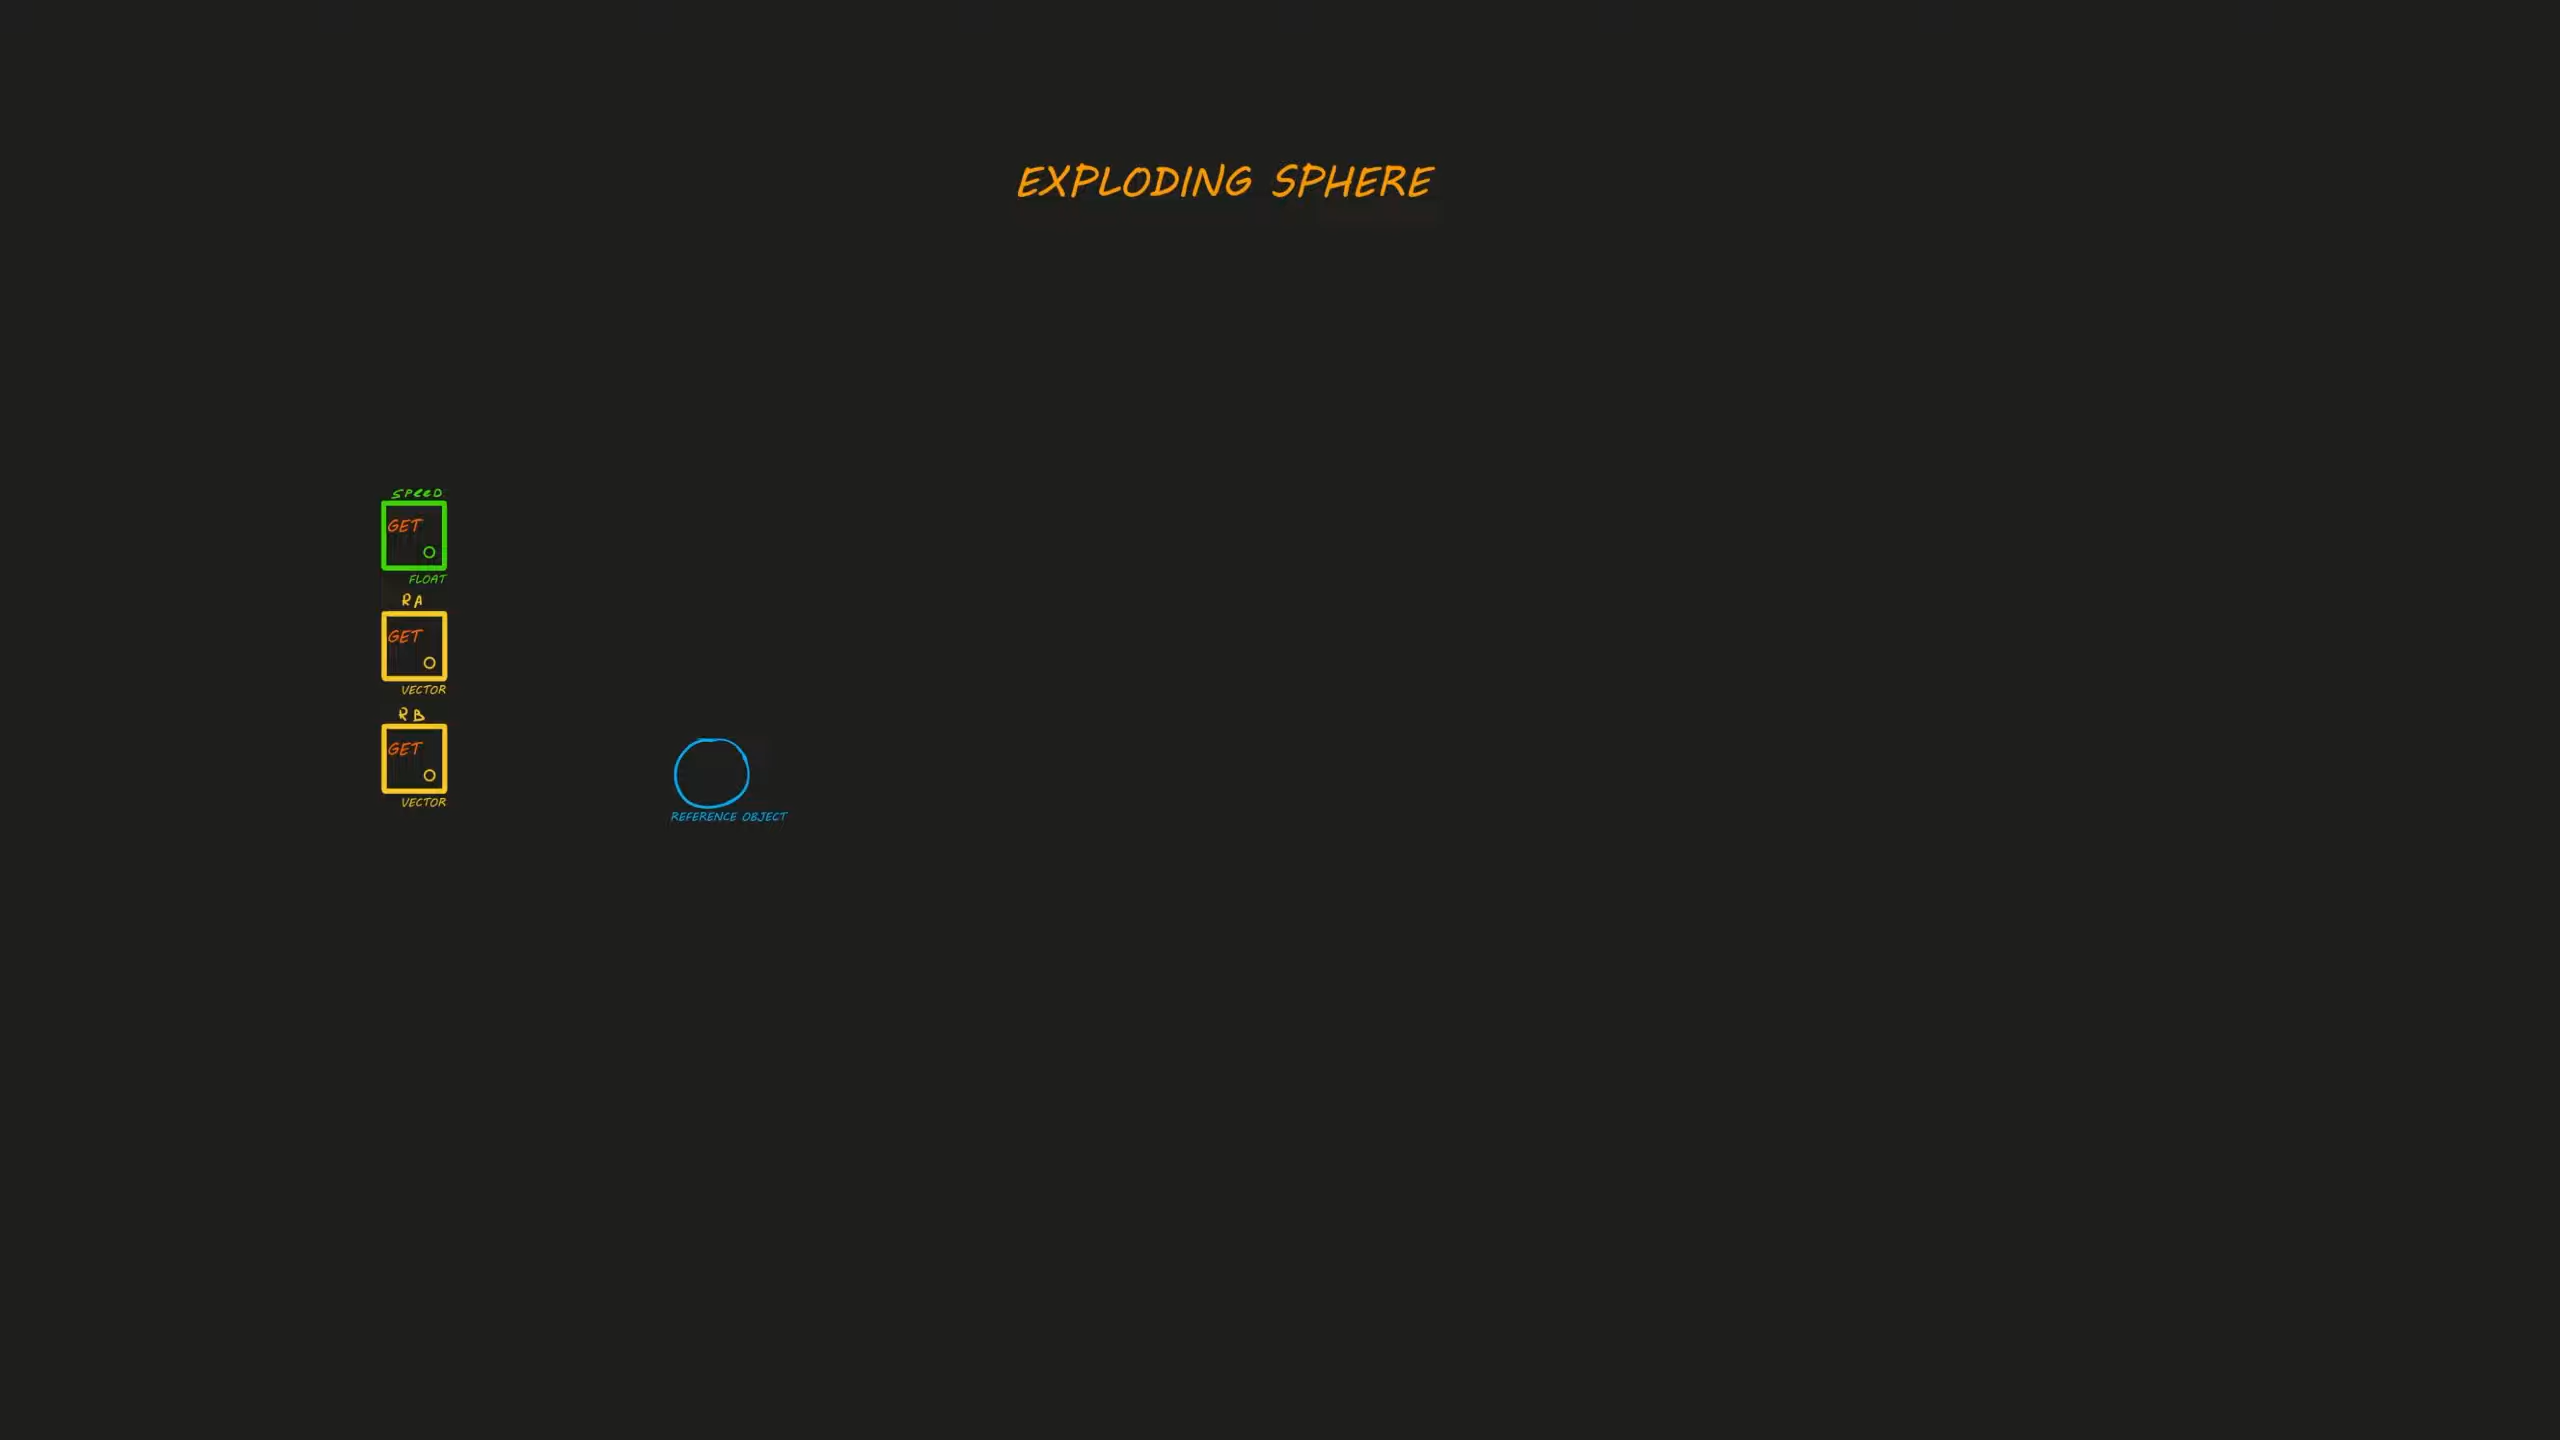 EXPLODING SPHERE
SPEED
GET
FLOAT
RA
GET
VECTOR
RB
GET
VECTOR
REFERENCE OBJECT